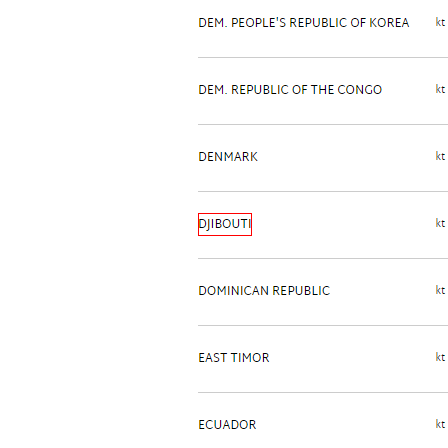 DEM. PEOPLE'S REPUBLIC OF KOREA kt
DEM. REPUBLIC OF THE CONGO kt
DENMARK kt
DJIBOUTI kt
DOMINICAN REPUBLIC kt
EAST TIMOR kt
ECUADOR kt